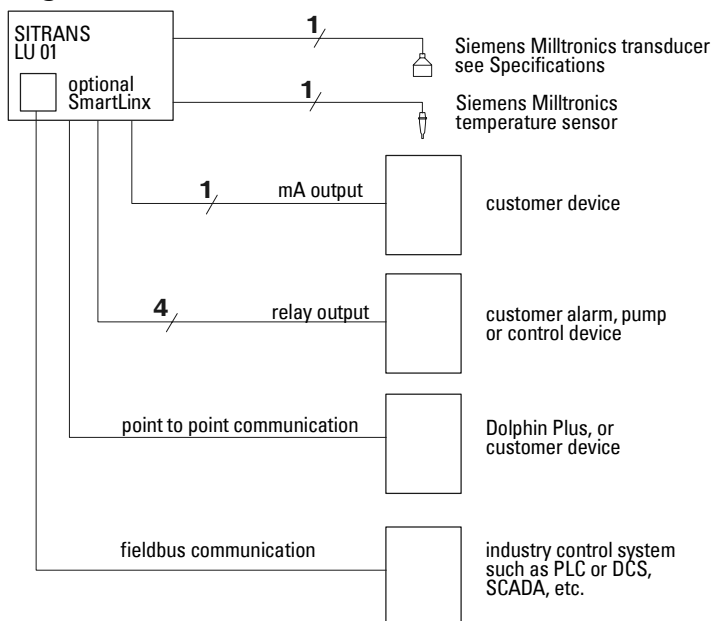 SITRANS
LU 01
optional
SmartLinx
1
Siemens Milltronics transducer
see Specifications
1
Siemens Milltronics
temperature sensor
1
mA output
customer device
4
relay output
customer alarm, pump
or control device
point to point communication
Dolphin Plus, or
customer device
fieldbus communication
industry control system
such as PLC or DCS,
SCADA, etc.